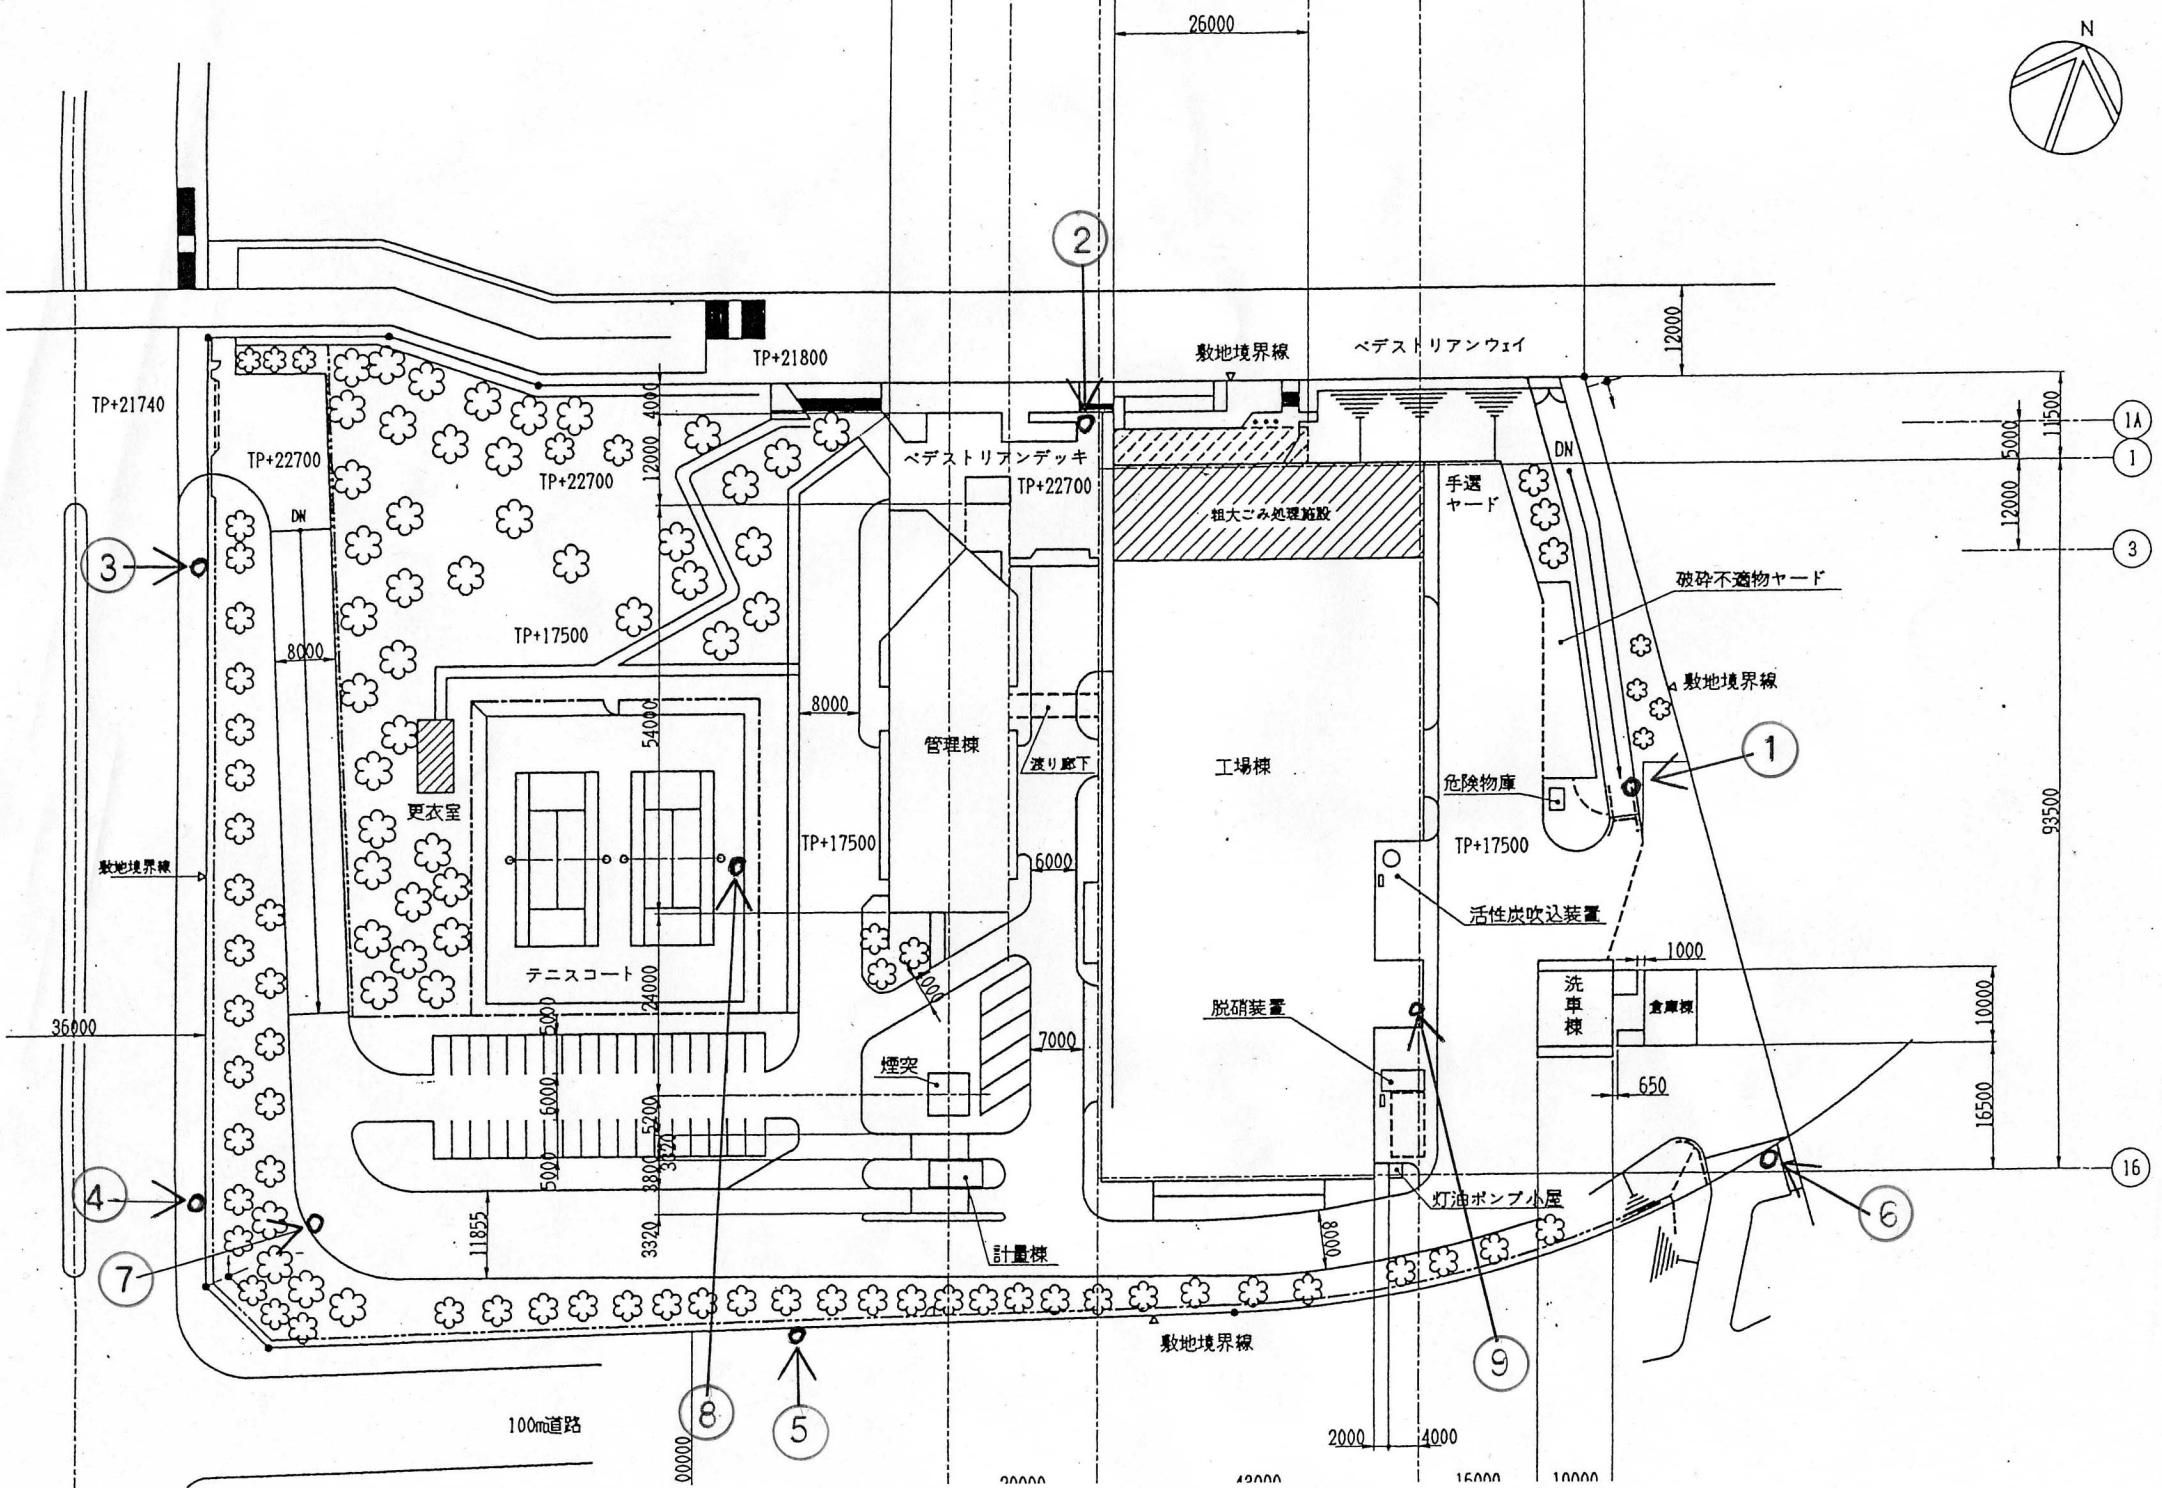 26000
N
②
12000
ペデストリアンウェイ
敷地境界線
TP+21800
TP+21740
4000
11500
5000
1A
1
TP+22700
12000
ペデストリアンデッキ
DN
TP+22700
TP+22700
手選
ヤード
粗大ごみ処理施設
12000
DN
3
③
破砕不適物ヤード
TP+17500
8000
敷地境界線
8000
54000
管理棟
渡り廊下
工場棟
①
危険物庫
更衣室
93500
TP+17500
TP+17500
6000
敷地境界線
活性炭吹込装置
1000
テニスコート
24000
7000
洗車棟
倉庫棟
10000
脱硝装置
5000
36000
7000
煙突
650
6000
5200
16500
3320
5000
3800
16
④
灯油ポンプ小屋
⑥
11855
3320
8000
計量棟
⑦
敷地境界線
⑨
⑧
⑤
100m道路
2000
4000
00000
20000
43000
16000
10000